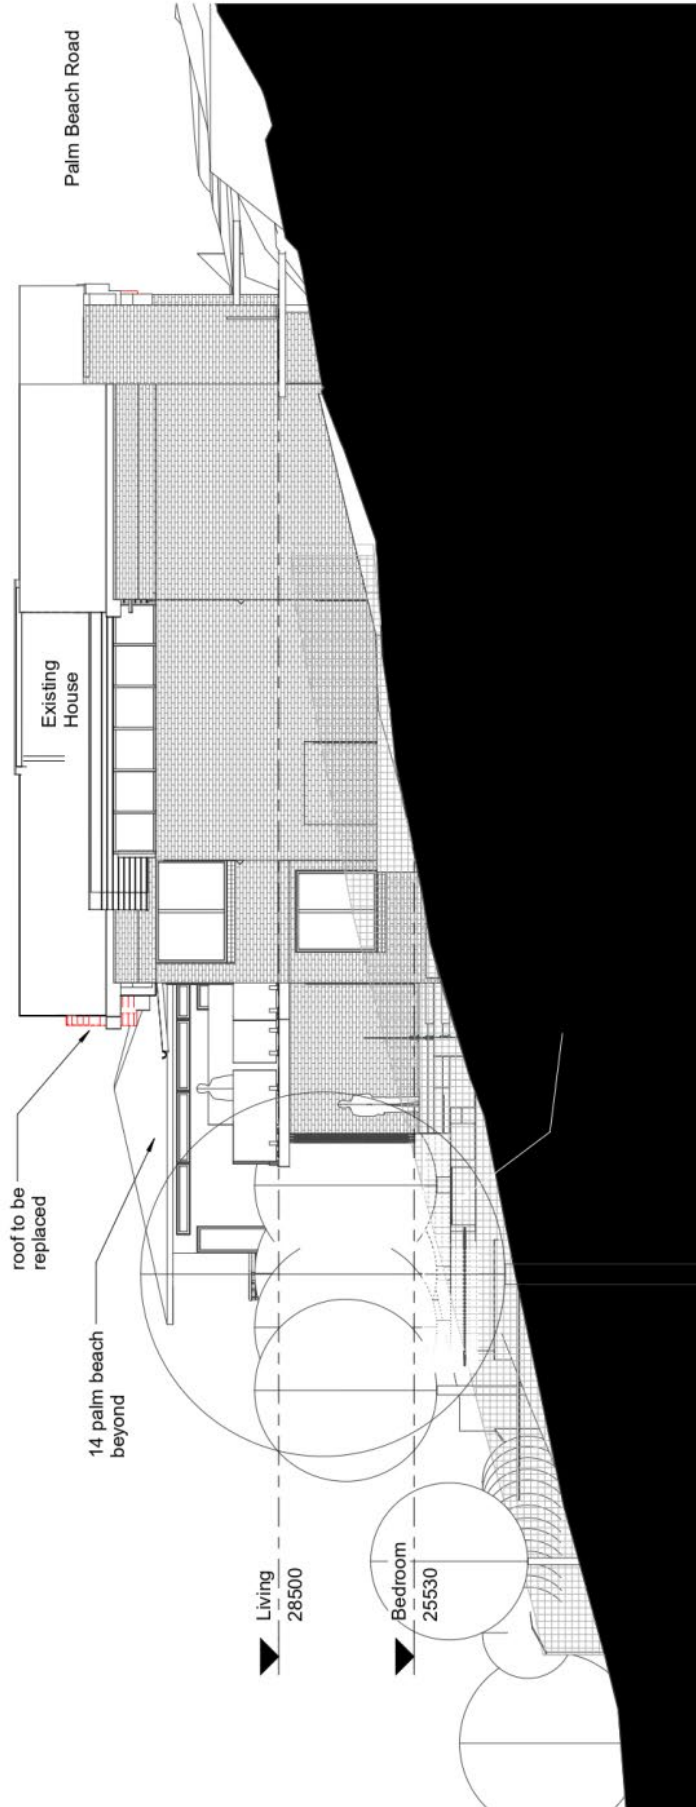 roof to be
replaced
14 palm beach
beyond
Existing
House
Palm Beach Road
Living
28500
Bedroom
25530